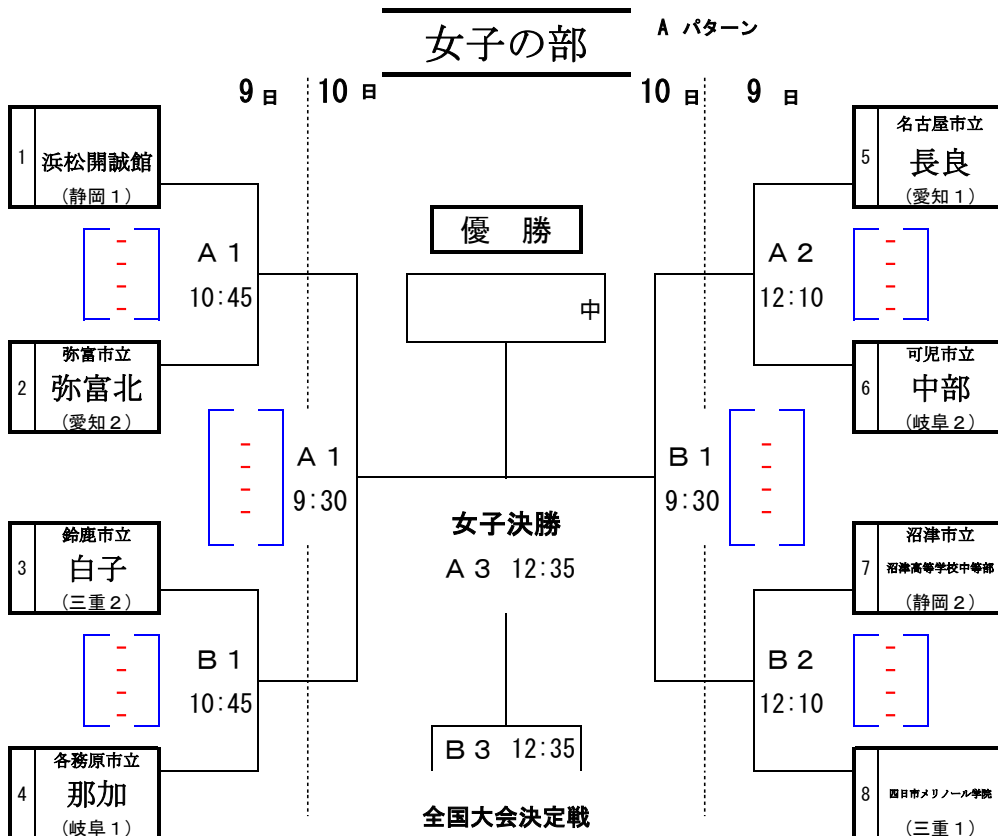 女子の部
A パターン
9日 10日
10日 9日
1
浜松開誠館
(静岡1)
A1
10:45
2
弥富市立
弥富北
(愛知2)
A1
9:30
3
鈴鹿市立
白子
(三重2)
B1
10:45
4
各務原市立
那加
(岐阜1)
優 勝
中
女子決勝
A3 12:35
B3 12:35
全国大会決定戦
5
名古屋市立
長良
(愛知1)
A2
12:10
6
可児市立
中部
(岐阜2)
B1
9:30
7
沼津市立
沼津高等学校中等部
(静岡2)
B2
12:10
8
四日市メリノール学院
(三重1)